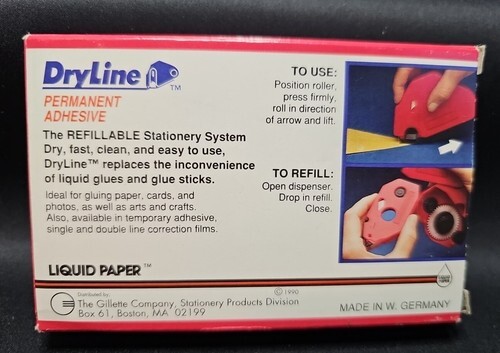 DryLine™
PERMANENT
ADHESIVE
The REFILLABLE Stationery System
Dry, fast, clean, and easy to use,
DryLine™ replaces the inconvenience
of liquid glues and glue sticks.
Ideal for gluing paper, cards, and
photos, as well as arts and crafts.
Also, available in temporary adhesive,
single and double line correction films.
TO USE:
Position roller,
press firmly,
roll in direction
of arrow and lift.
TO REFILL:
Open dispenser.
Drop in refill.
Close.
LIQUID PAPER™
Distributed by:
©1990
The Gillette Company, Stationery Products Division
Box 61, Boston, MA 02199
MADE IN W. GERMANY